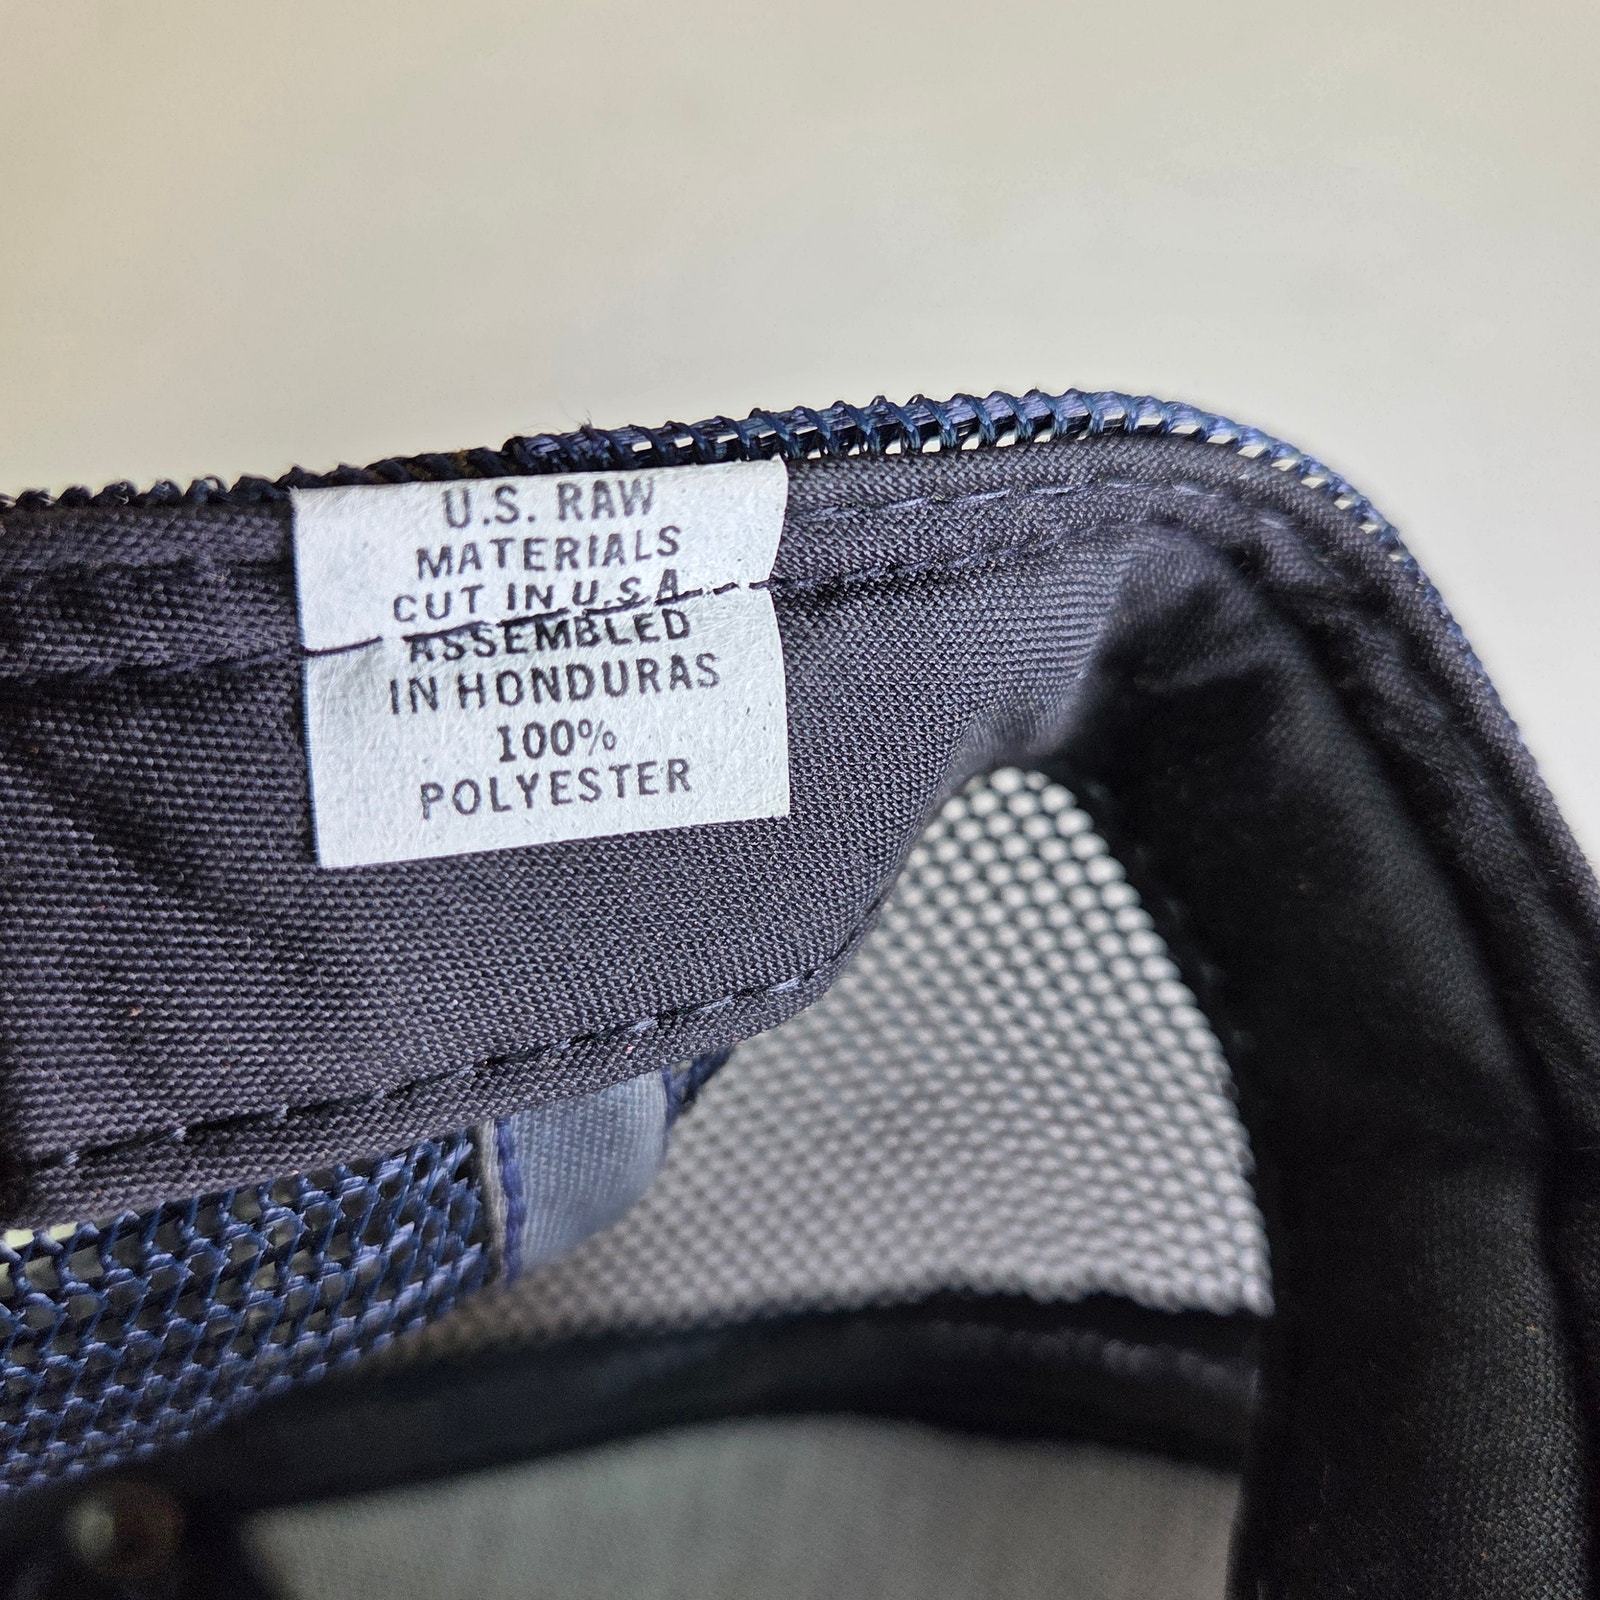 U.S. RAW
MATERIALS
CUT IN U.S.A.
ASSEMBLED
IN HONDURAS
100%
POLYESTER